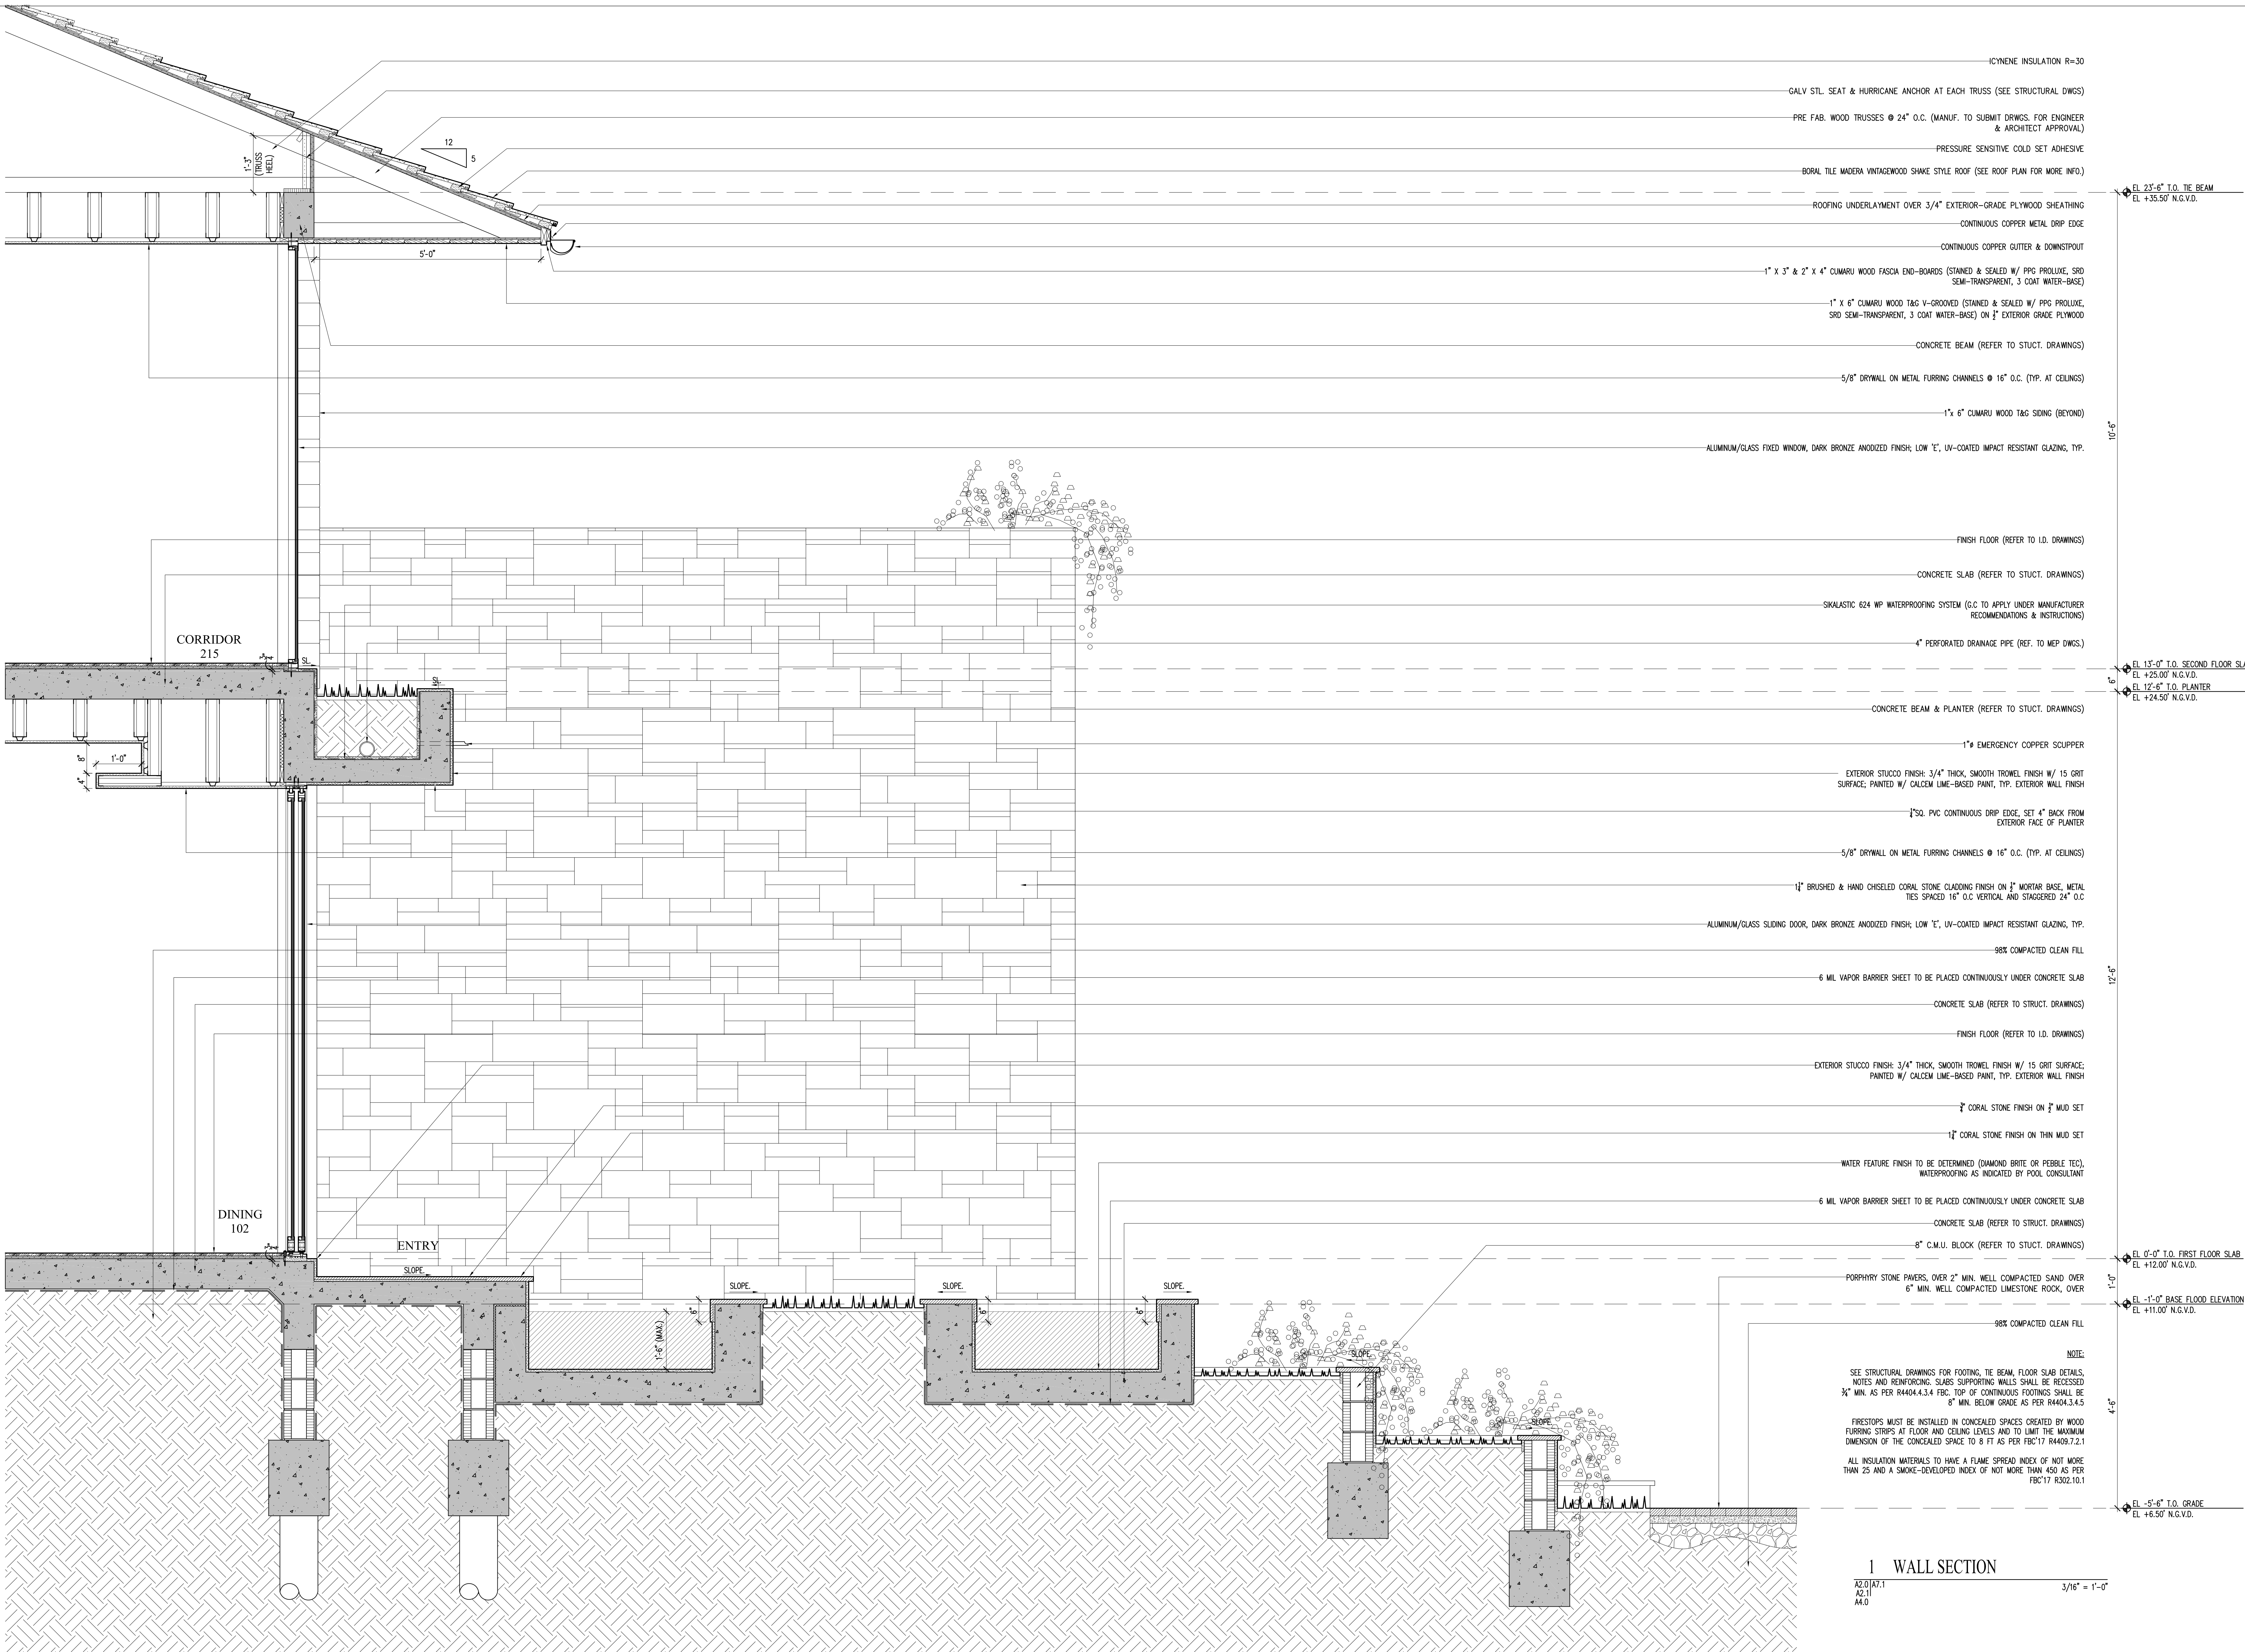 ICYNENE INSULATION R=30
GALV STL. SEAT & HURRICANE ANCHOR AT EACH TRUSS (SEE STRUCTURAL DWGS)
PRE FAB. WOOD TRUSSES @ 24" O.C. (MANUF. TO SUBMIT DRWGS. FOR ENGINEER
& ARCHITECT APPROVAL)
PRESSURE SENSITIVE COLD SET ADHESIVE
BORAL TILE MADERA VINTAGEWOOD SHAKE STYLE ROOF (SEE ROOF PLAN FOR MORE INFO.)
ROOFING UNDERLAYMENT OVER 3/4" EXTERIOR-GRADE PLYWOOD SHEATHING
CONTINUOUS COPPER METAL DRIP EDGE
CONTINUOUS COPPER GUTTER & DOWNSTPOUT
1" X 3" & 2" X 4" CUMARU WOOD FASCIA END-BOARDS (STAINED & SEALED W/ PPG PROLUXE, SRD
SEMI-TRANSPARENT, 3 COAT WATER-BASE)
1" X 6" CUMARU WOOD T&G V-GROOVED (STAINED & SEALED W/ PPG PROLUXE,
SRD SEMI-TRANSPARENT, 3 COAT WATER-BASE) ON ½" EXTERIOR GRADE PLYWOOD
CONCRETE BEAM (REFER TO STUCT. DRAWINGS)
5/8" DRYWALL ON METAL FURRING CHANNELS @ 16" O.C. (TYP. AT CEILINGS)
1"x 6" CUMARU WOOD T&G SIDING (BEYOND)
ALUMINUM/GLASS FIXED WINDOW, DARK BRONZE ANODIZED FINISH; LOW 'E', UV-COATED IMPACT RESISTANT GLAZING, TYP.
FINISH FLOOR (REFER TO I.D. DRAWINGS)
CONCRETE SLAB (REFER TO STUCT. DRAWINGS)
SIKALASTIC 624 WP WATERPROOFING SYSTEM (G.C TO APPLY UNDER MANUFACTURER
RECOMMENDATIONS & INSTRUCTIONS)
4" PERFORATED DRAINAGE PIPE (REF. TO MEP DWGS.)
CONCRETE BEAM & PLANTER (REFER TO STUCT. DRAWINGS)
1"ø EMERGENCY COPPER SCUPPER
EXTERIOR STUCCO FINISH: 3/4" THICK, SMOOTH TROWEL FINISH W/ 15 GRIT
SURFACE; PAINTED W/ CALCEM LIME-BASED PAINT, TYP. EXTERIOR WALL FINISH
SQ. PVC CONTINUOUS DRIP EDGE, SET 4" BACK FROM
EXTERIOR FACE OF PLANTER
5/8" DRYWALL ON METAL FURRING CHANNELS @ 16" O.C. (TYP. AT CEILINGS)
1¼" BRUSHED & HAND CHISELED CORAL STONE CLADDING FINISH ON ½" MORTAR BASE, METAL
TIES SPACED 16" O.C VERTICAL AND STAGGERED 24" O.C
ALUMINUM/GLASS SLIDING DOOR, DARK BRONZE ANODIZED FINISH; LOW 'E', UV-COATED IMPACT RESISTANT GLAZING, TYP.
98% COMPACTED CLEAN FILL
6 MIL VAPOR BARRIER SHEET TO BE PLACED CONTINUOUSLY UNDER CONCRETE SLAB
CONCRETE SLAB (REFER TO STRUCT. DRAWINGS)
FINISH FLOOR (REFER TO I.D. DRAWINGS)
EXTERIOR STUCCO FINISH: 3/4" THICK, SMOOTH TROWEL FINISH W/ 15 GRIT SURFACE;
PAINTED W/ CALCEM LIME-BASED PAINT, TYP. EXTERIOR WALL FINISH
¾" CORAL STONE FINISH ON ½" MUD SET
1¼" CORAL STONE FINISH ON THIN MUD SET
WATER FEATURE FINISH TO BE DETERMINED (DIAMOND BRITE OR PEBBLE TEC),
WATERPROOFING AS INDICATED BY POOL CONSULTANT
6 MIL VAPOR BARRIER SHEET TO BE PLACED CONTINUOUSLY UNDER CONCRETE SLAB
CONCRETE SLAB (REFER TO STRUCT. DRAWINGS)
8" C.M.U. BLOCK (REFER TO STUCT. DRAWINGS)
PORPHYRY STONE PAVERS, OVER 2" MIN. WELL COMPACTED SAND OVER
6" MIN. WELL COMPACTED LIMESTONE ROCK, OVER
98% COMPACTED CLEAN FILL
NOTE:
SEE STRUCTURAL DRAWINGS FOR FOOTING, TIE BEAM, FLOOR SLAB DETAILS,
NOTES AND REINFORCING. SLABS SUPPORTING WALLS SHALL BE RECESSED
¾" MIN. AS PER R4404.4.3.4 FBC. TOP OF CONTINUOUS FOOTINGS SHALL BE
8" MIN. BELOW GRADE AS PER R4404.3.4.5
FIRESTOPS MUST BE INSTALLED IN CONCEALED SPACES CREATED BY WOOD
FURRING STRIPS AT FLOOR AND CEILING LEVELS AND TO LIMIT THE MAXIMUM
DIMENSION OF THE CONCEALED SPACE TO 8 FT AS PER FBC'17 R4409.7.2.1
ALL INSULATION MATERIALS TO HAVE A FLAME SPREAD INDEX OF NOT MORE
THAN 25 AND A SMOKE-DEVELOPED INDEX OF NOT MORE THAN 450 AS PER
FBC'17 R302.10.1
1'-3"
(TRUSS
HEEL)
12
5
5'-0"
CORRIDOR
215
SL.
SL.
8"
4"
1'-0"
DINING
102
ENTRY
SLOPE.
SLOPE.
SLOPE.
SLOPE.
6"
6"
6"
1'-6" (MAX.)
SLOPE.
SLOPE.
EL 23'-6" T.O. TIE BEAM
EL +35.50' N.G.V.D.
10'-6"
EL 13'-0" T.O. SECOND FLOOR SLA
EL +25.00' N.G.V.D.
6"
EL 12'-6" T.O. PLANTER
EL +24.50' N.G.V.D.
12'-6"
EL 0'-0" T.O. FIRST FLOOR SLAB
EL +12.00' N.G.V.D.
1'-0"
EL -1'-0" BASE FLOOD ELEVATION
EL +11.00' N.G.V.D.
4'-6"
EL -5'-6" T.O. GRADE
EL +6.50' N.G.V.D.
1 WALL SECTION
A2.0 A7.1
A2.1
A4.0
3/16" = 1'-0"